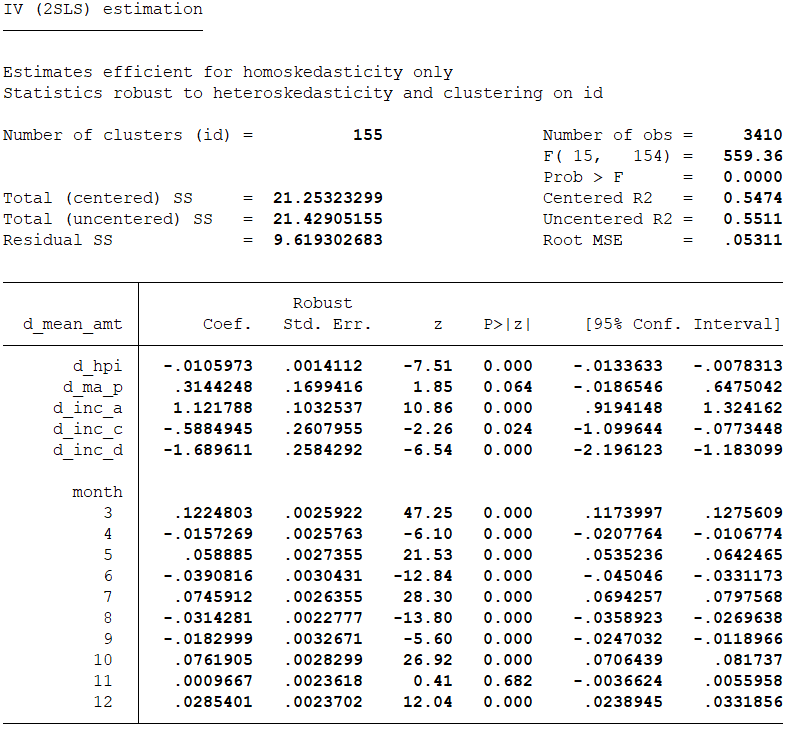 IV (2SLS) estimation
Estimates efficient for homoskedasticity only
Statistics robust to heteroskedasticity and clustering on id
Number of clusters (id) = 155 Number of obs = 3410
F( 15, 154) = 559.36
Prob > F = 0.0000
Total (centered) SS = 21.25323299 Centered R2 = 0.5474
Total (uncentered) SS = 21.42905155 Uncentered R2 = 0.5511
Residual SS = 9.619302683 Root MSE = .05311
Robust
d_mean_amt Coef. Std. Err. z P>|z| [95% Conf. Interval]
d_hpi -.0105973 .0014112 -7.51 0.000 -.0133633 -.0078313
d_ma_p .3144248 .1699416 1.85 0.064 -.0186546 .6475042
d_inc_a 1.121788 .1032537 10.86 0.000 .9194148 1.324162
d_inc_c -.5884945 .2607955 -2.26 0.024 -1.099644 -.0773448
d_inc_d -1.689611 .2584292 -6.54 0.000 -2.196123 -1.183099
month
3 .1224803 .0025922 47.25 0.000 .1173997 .1275609
4 -.0157269 .0025763 -6.10 0.000 -.0207764 -.0106774
5 .058885 .0027355 21.53 0.000 .0535236 .0642465
6 -.0390816 .0030431 -12.84 0.000 -.045046 -.0331173
7 .0745912 .0026355 28.30 0.000 .0694257 .0797568
8 -.0314281 .0022777 -13.80 0.000 -.0358923 -.0269638
9 -.0182999 .0032671 -5.60 0.000 -.0247032 -.0118966
10 .0761905 .0028299 26.92 0.000 .0706439 .081737
11 .0009667 .0023618 0.41 0.682 -.0036624 .0055958
12 .0285401 .0023702 12.04 0.000 .0238945 .0331856